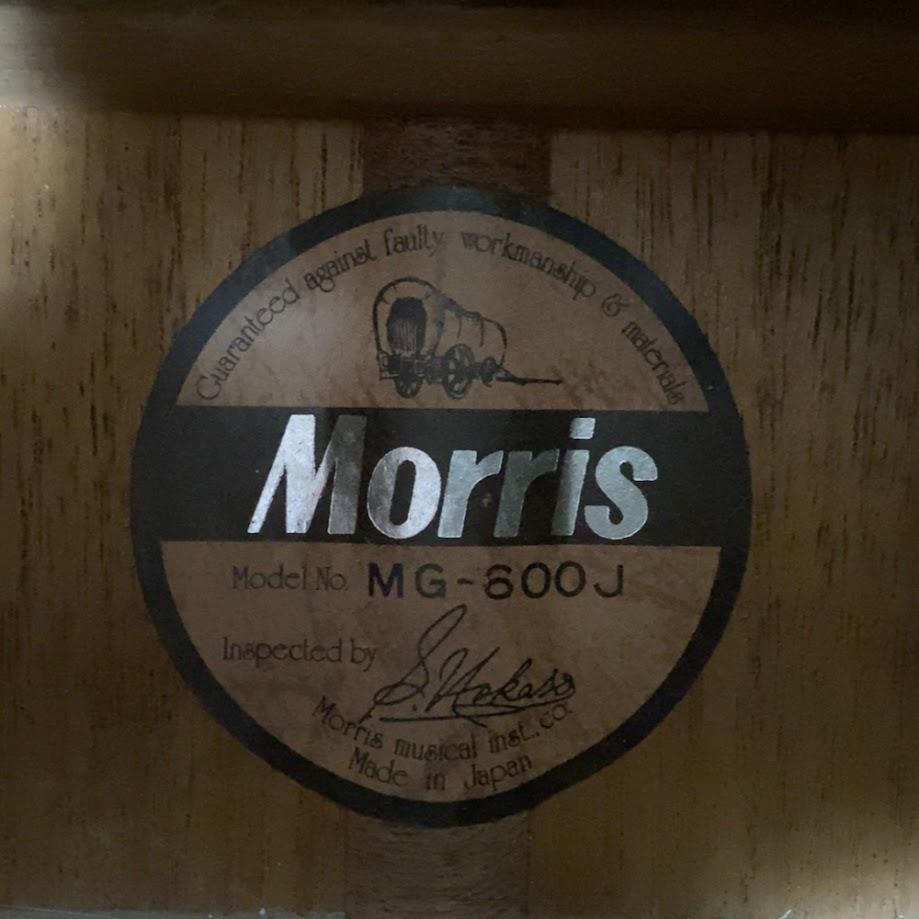 Guaranteed against faulty workmanship & materials
Morris
Model No. MG-600J
Inspected by
Morris musical inst., co.
Made in Japan